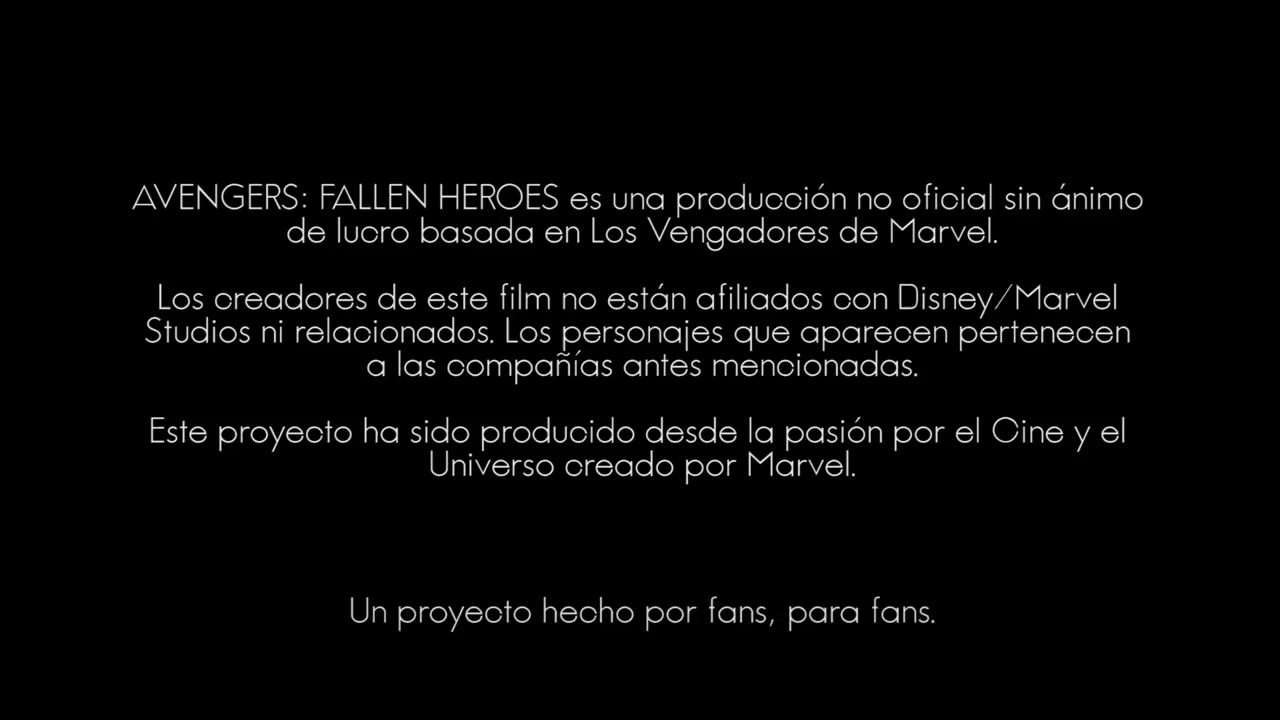 AVENGERS: FALLEN HEROES es una producción no oficial sin ánimo
de lucro basada en Los Vengadores de Marvel.
Los creadores de este film no están afiliados con Disney/Marvel
Studios ni relacionados. Los personajes que aparecen pertenecen
a las compañías antes mencionadas.
Este proyecto ha sido producido desde la pasión por el Cine y el
Universo creado por Marvel.
Un proyecto hecho por fans, para fans.